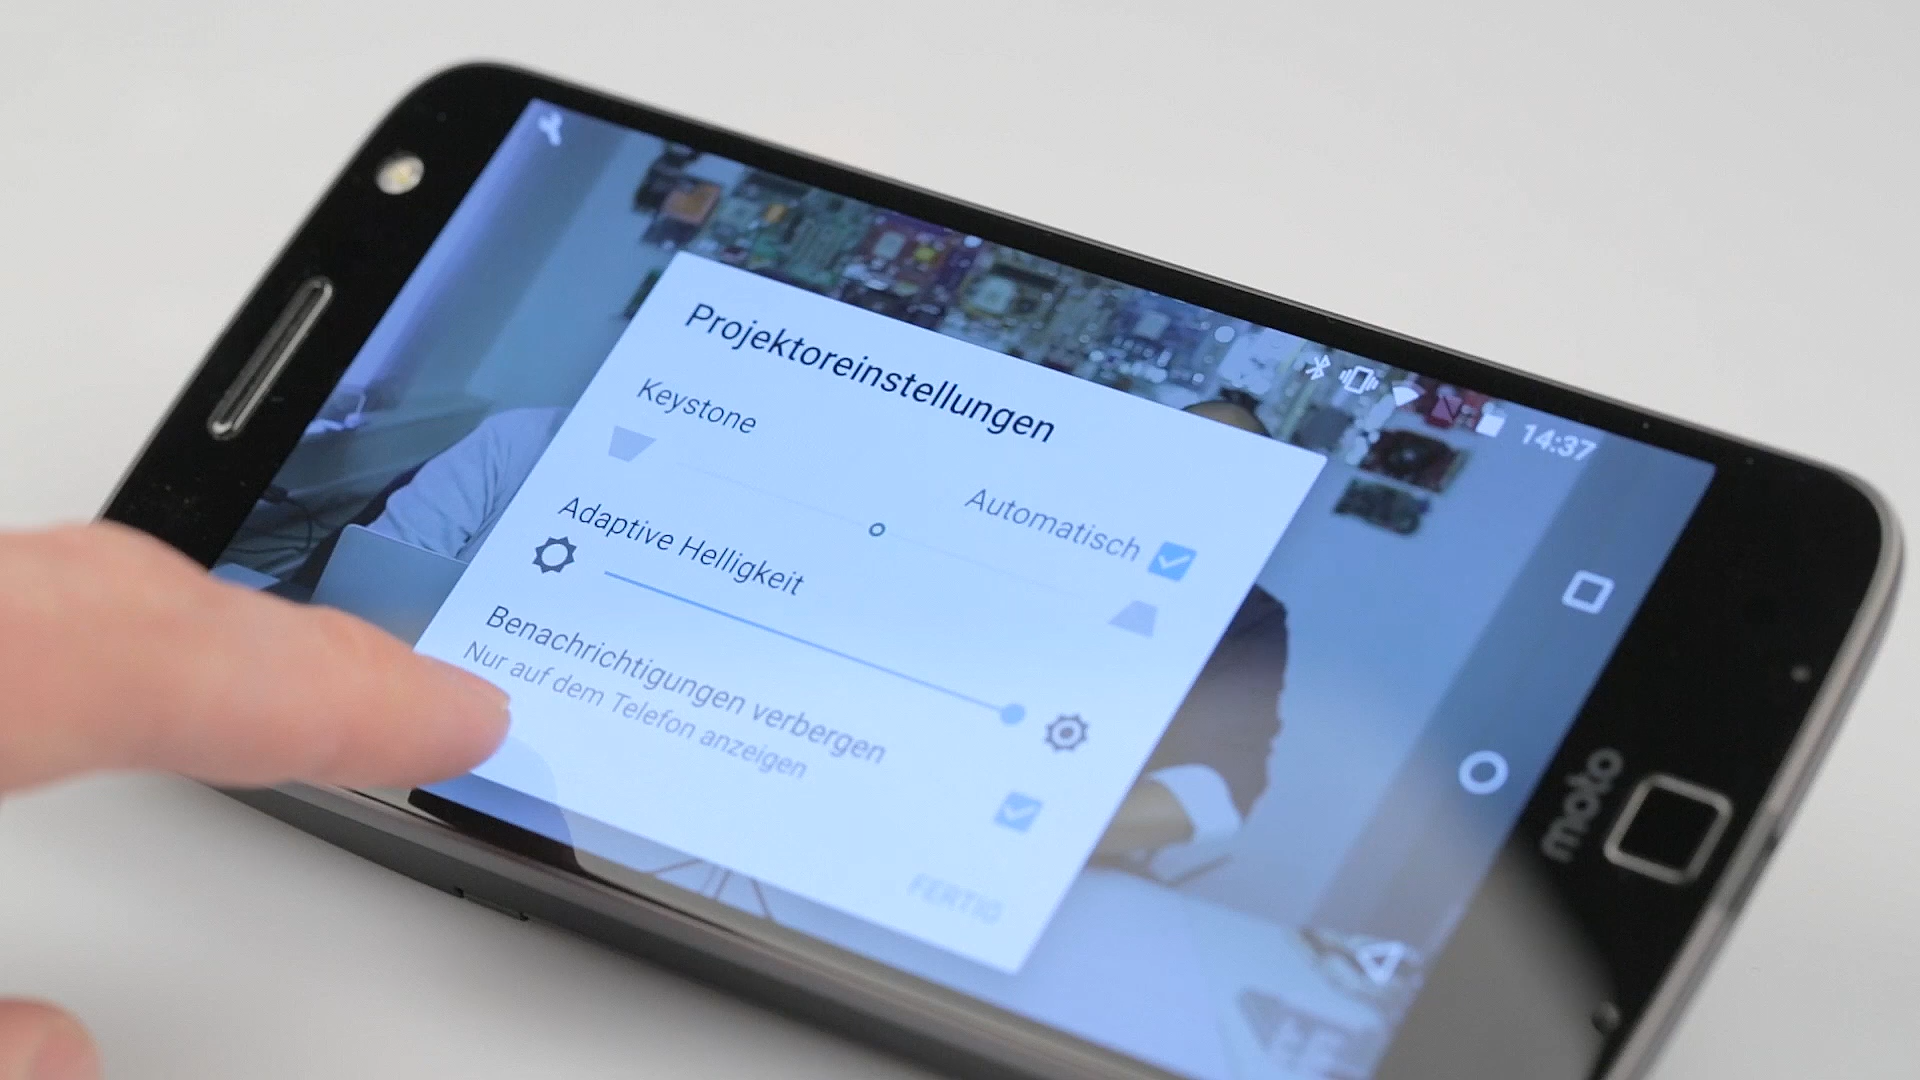 14:37
Projektoreinstellungen
Keystone
Automatisch
Adaptive Helligkeit
Benachrichtigungen verbergen
Nur auf dem Telefon anzeigen
FERTIG
moto